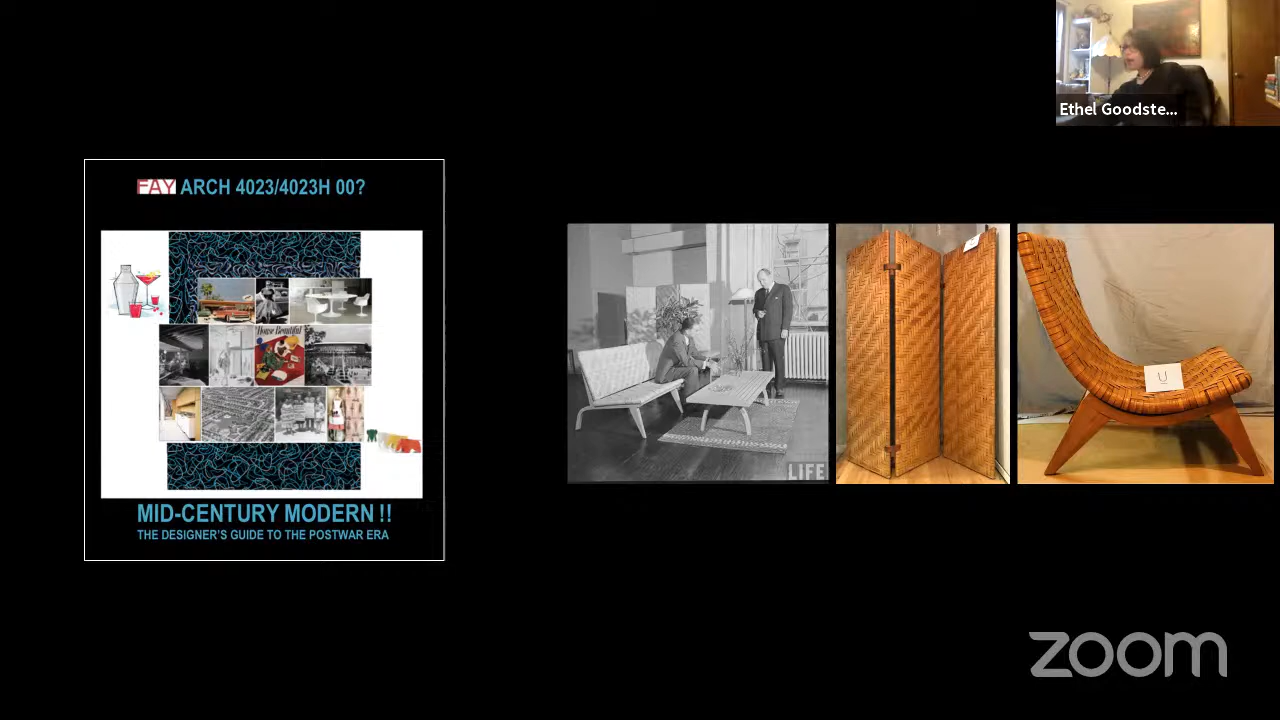 Ethel Goodste...
FAY ARCH 4023/4023H 00?
House Beautiful
MID-CENTURY MODERN !!
THE DESIGNER'S GUIDE TO THE POSTWAR ERA
LIFE
U
zoom